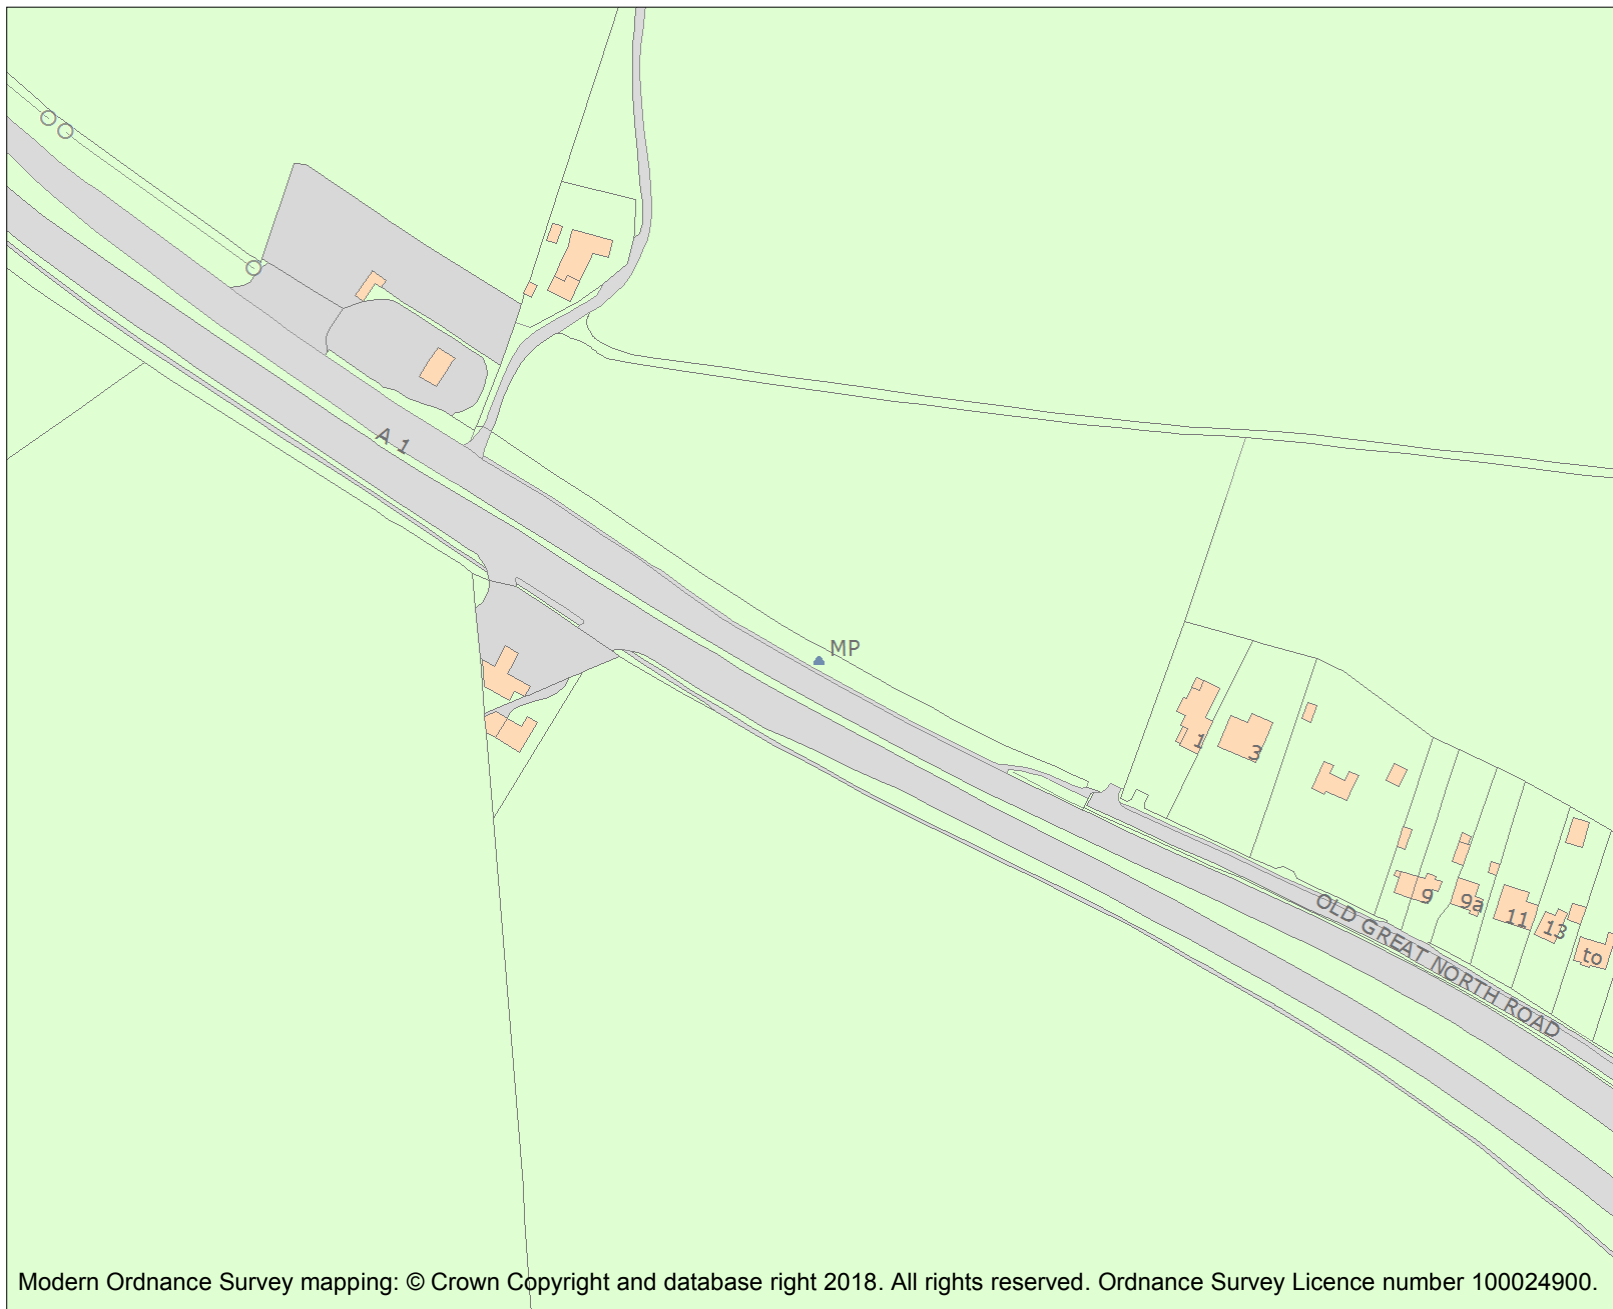 A 1
MP
1
3
9
9a
11
13
to
OLD GREAT NORTH ROAD
Modern Ordnance Survey mapping: © Crown Copyright and database right 2018. All rights reserved. Ordnance Survey Licence number 100024900.